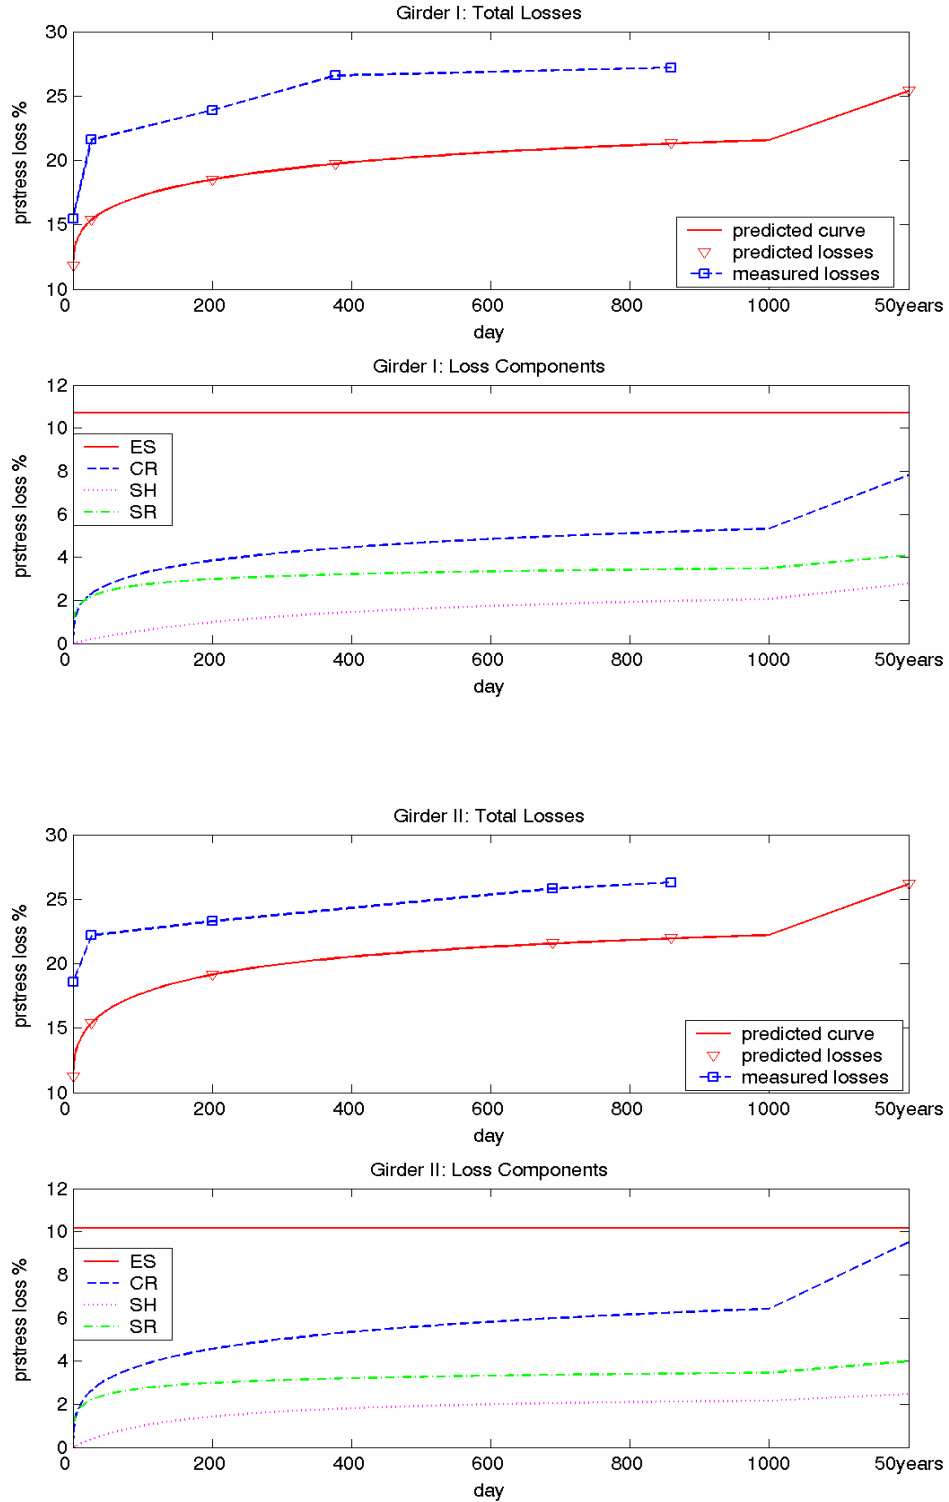 Girder I: Total Losses
30
25
20
15
10
prstress loss %
predicted curve
predicted losses
measured losses
0 200 400 600 800 1000 50years
day
Girder I: Loss Components
12
10
8
6
4
2
0
prstress loss %
ES
CR
SH
SR
0 200 400 600 800 1000 50years
day
Girder II: Total Losses
30
25
20
15
10
prstress loss %
predicted curve
predicted losses
measured losses
0 200 400 600 800 1000 50years
day
Girder II: Loss Components
12
10
8
6
4
2
0
prstress loss %
ES
CR
SH
SR
0 200 400 600 800 1000 50years
day